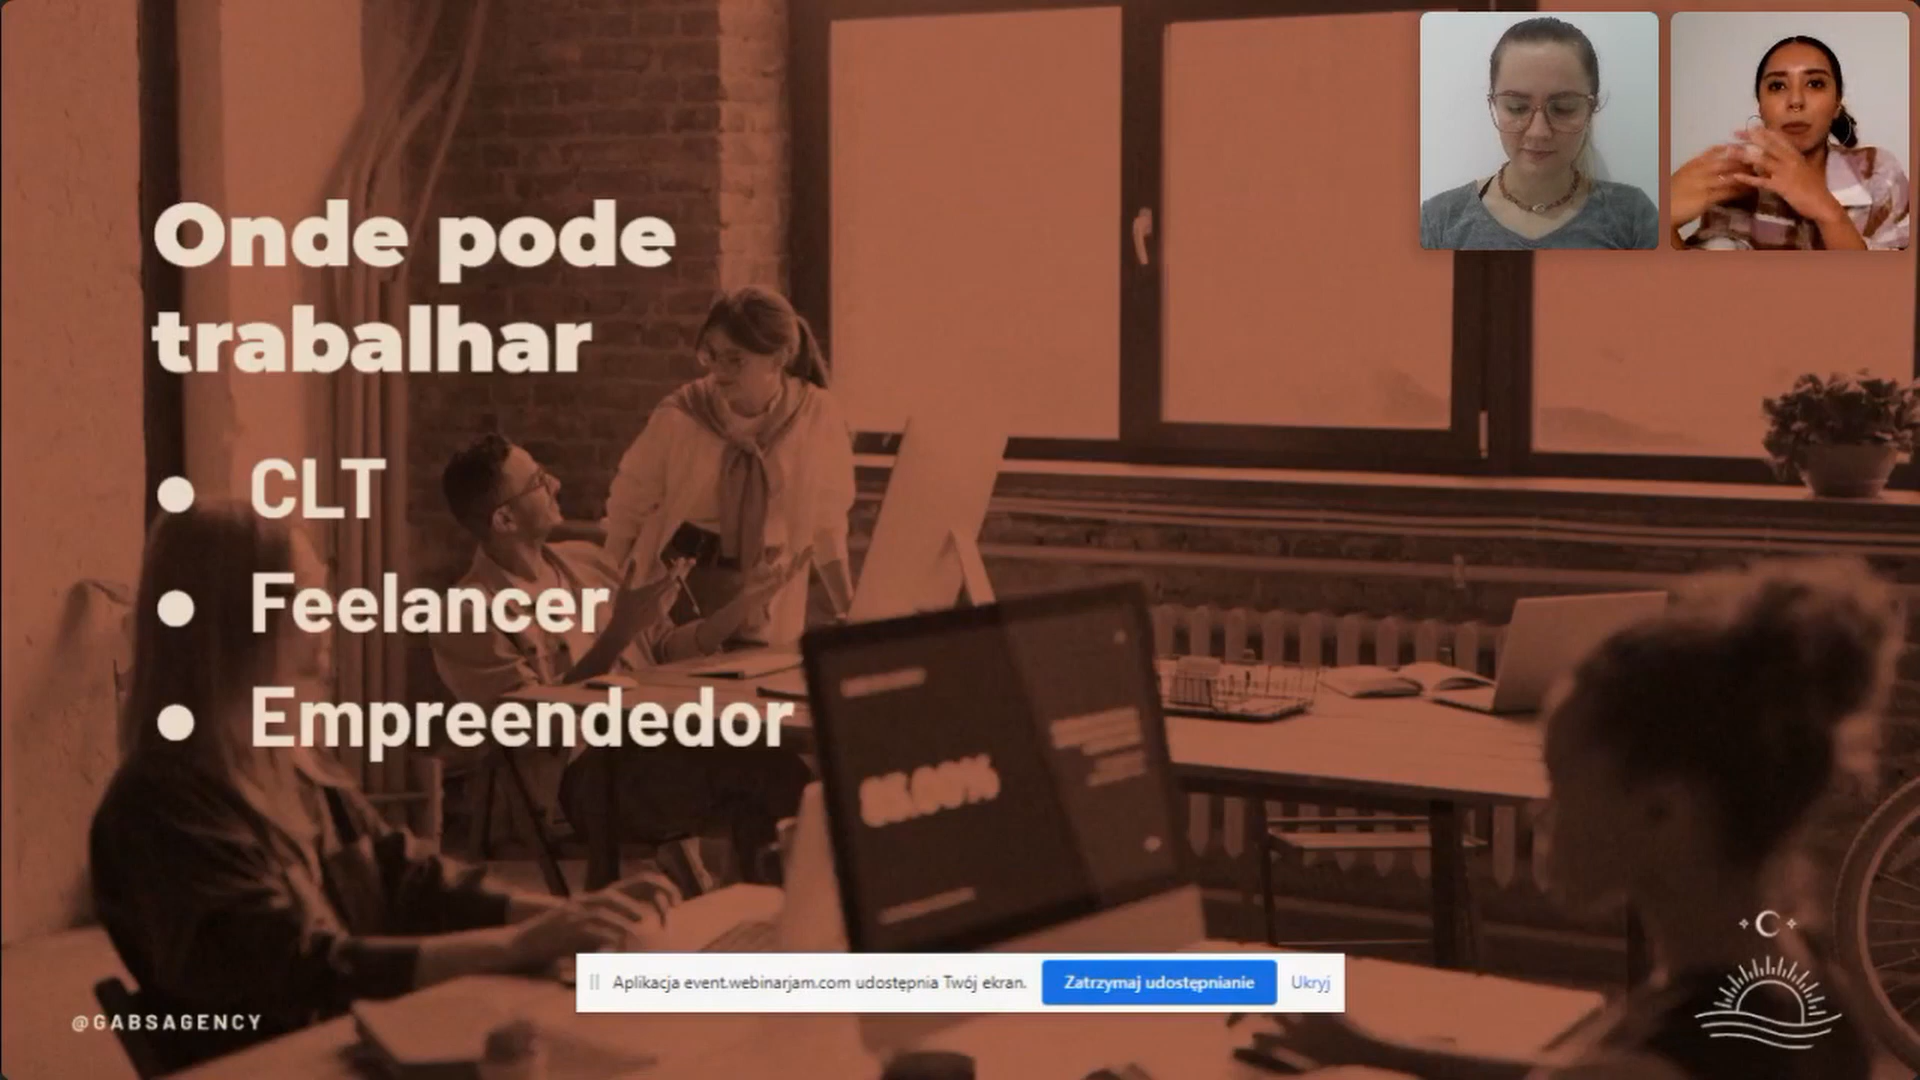 Onde pode
trabalhar
● CLT
● Feelancer
● Empreendedor
Aplikacja event.webinarjam.com udostępnia Twój ekran. Zatrzymaj udostępnianie Ukryj
@GABSAGENCY